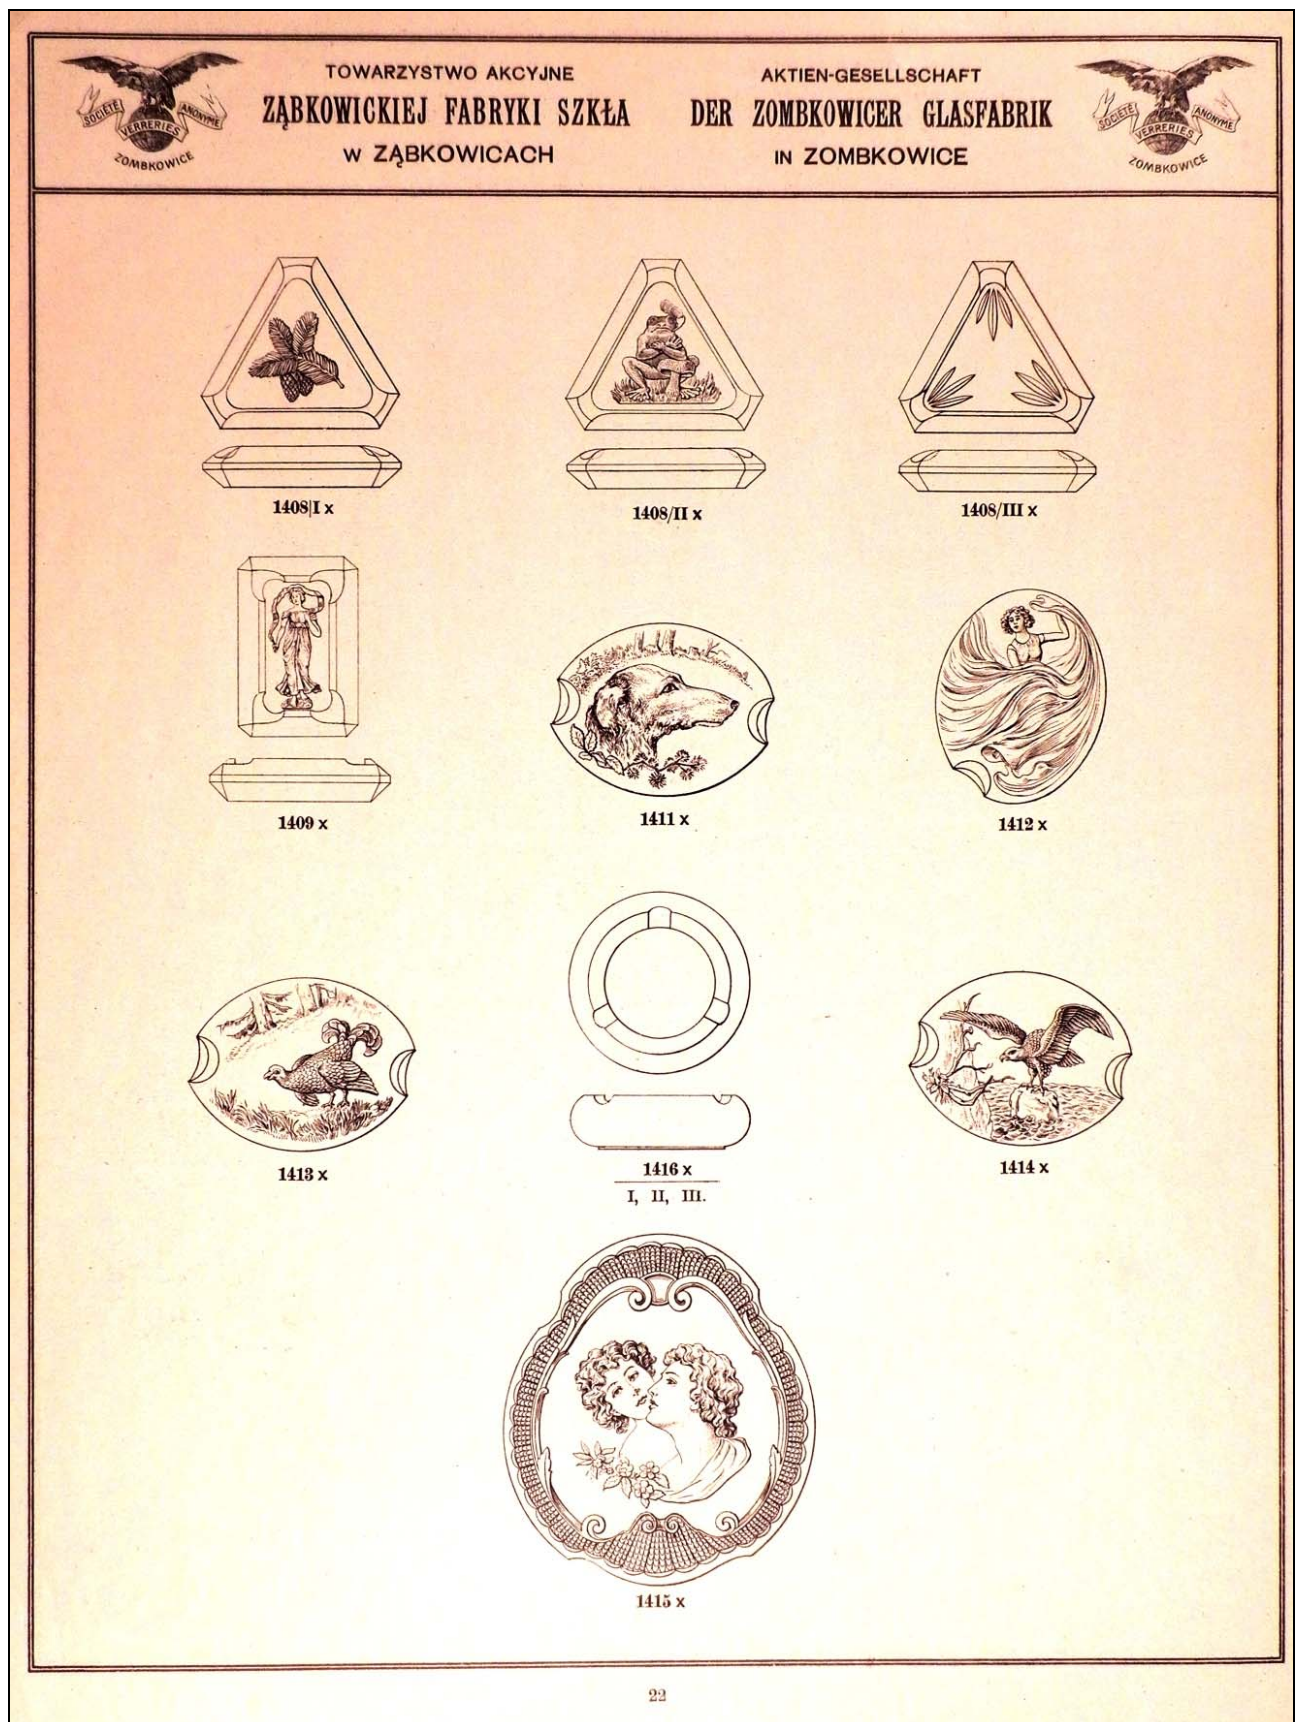 SOCIÉTÉ ANONYME
VERRERIES
ZOMBKOWICE
TOWARZYSTWO AKCYJNE
ZĄBKOWICKIEJ FABRYKI SZKŁA
W ZĄBKOWICACH
AKTIEN-GESELLSCHAFT
DER ZOMBKOWICER GLASFABRIK
IN ZOMBKOWICE
SOCIÉTÉ ANONYME
VERRERIES
ZOMBKOWICE
1408|I x
1408/II x
1408/III x
1409 x
1411 x
1412 x
1413 x
1416 x
I, II, III.
1414 x
1415 x
22